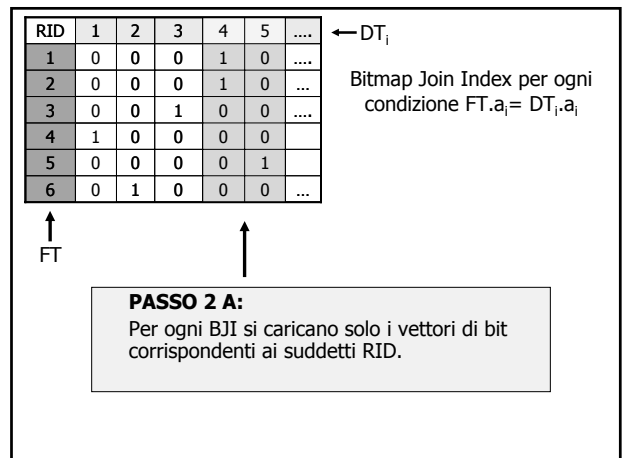 RID 1 2 3 4 5 .... ←DTi
1 0 0 0 1 0 ....
2 0 0 0 1 0 ...
3 0 0 1 0 0 ....
4 1 0 0 0 0
5 0 0 0 0 1
6 0 1 0 0 0 ...
Bitmap Join Index per ogni
condizione FT.ai= DTi.ai
FT
PASSO 2 A:
Per ogni BJI si caricano solo i vettori di bit
corrispondenti ai suddetti RID.